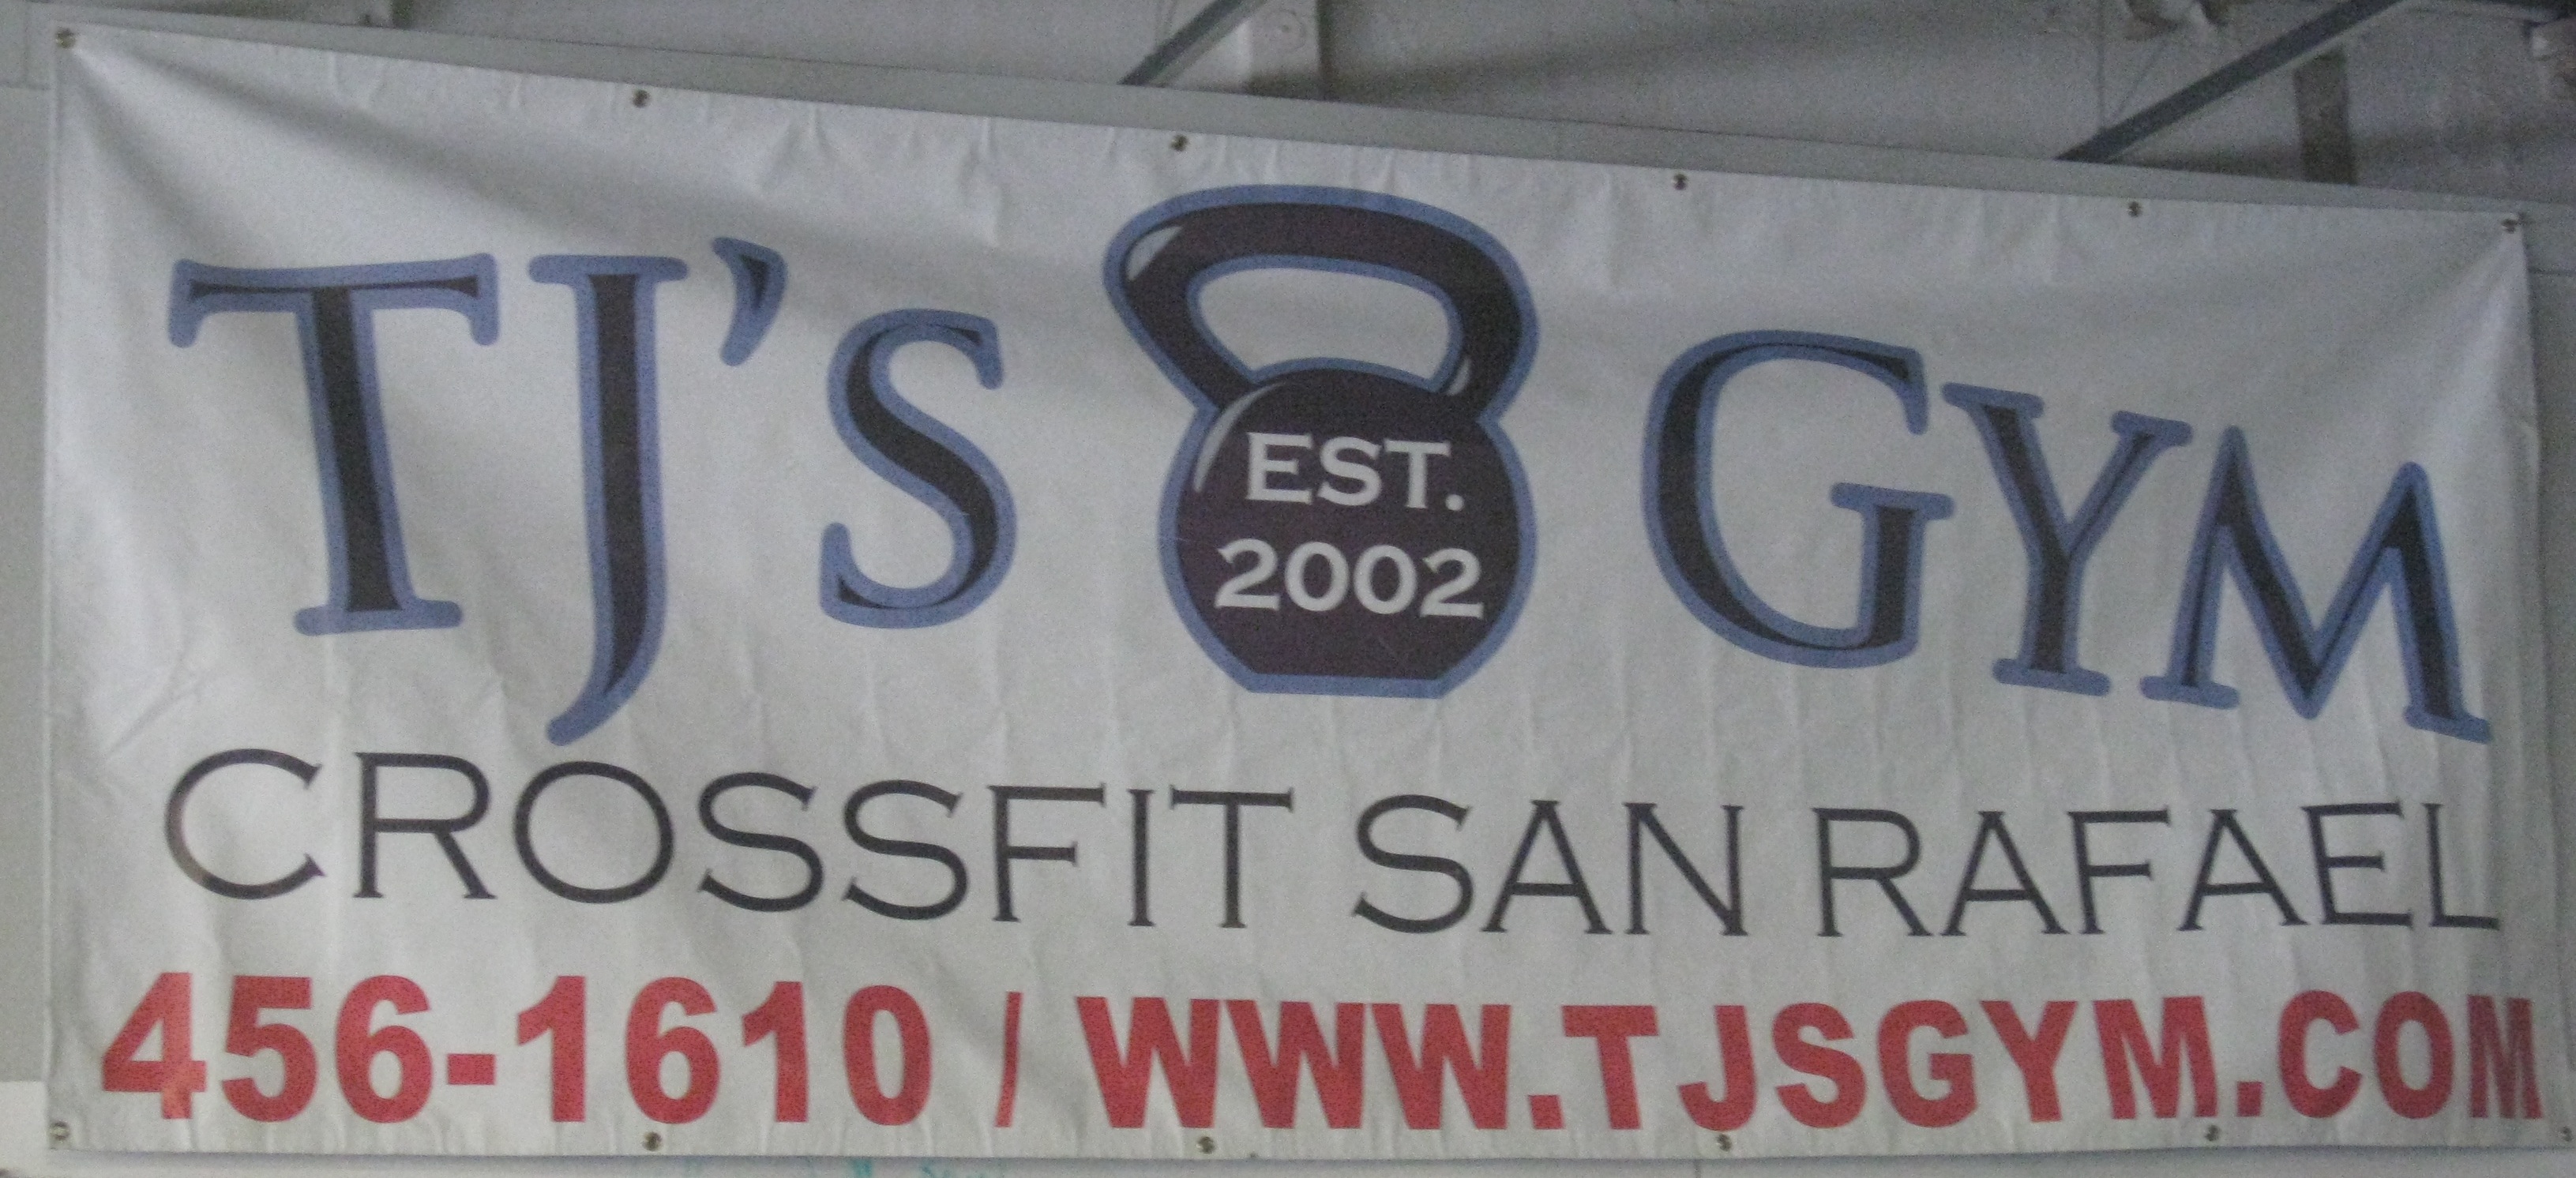 TJ's GYM
EST.
2002
CROSSFIT SAN RAFAEL
456-1610 / WWW.TJSGYM.COM